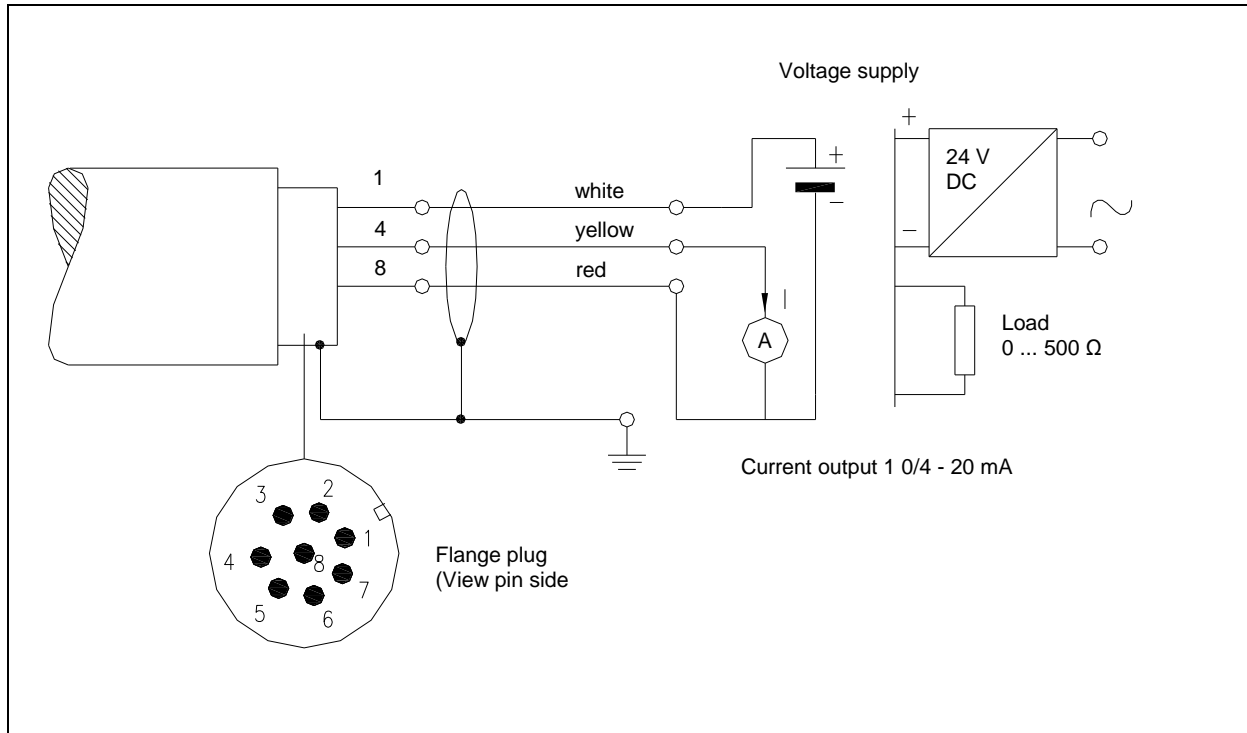 Voltage supply
+
24 V
DC
−
+
−
1
white
4
yellow
8
red
I
A
Load
0 ... 500 Ω
Current output 1 0/4 - 20 mA
3
2
1
4
8
7
5
6
Flange plug
(View pin side